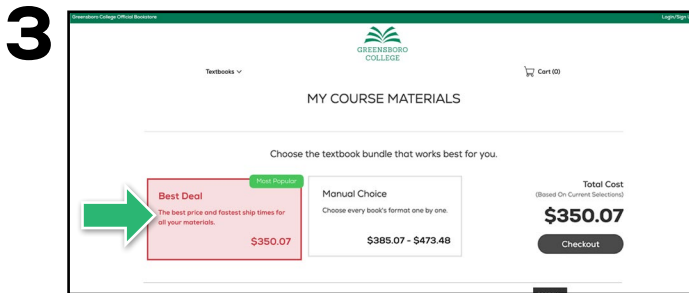 3
Greensboro College Official Bookstore
Login/Sign
GREENSBORO
COLLEGE
Textbooks
Cart (0)
MY COURSE MATERIALS
Choose the textbook bundle that works best for you.
Most Popular
Best Deal
The best price and fastest ship times for
all your materials.
$350.07
Manual Choice
Choose every book's format one by one.
$385.07 - $473.48
Total Cost
(Based On Current Selections)
$350.07
Checkout